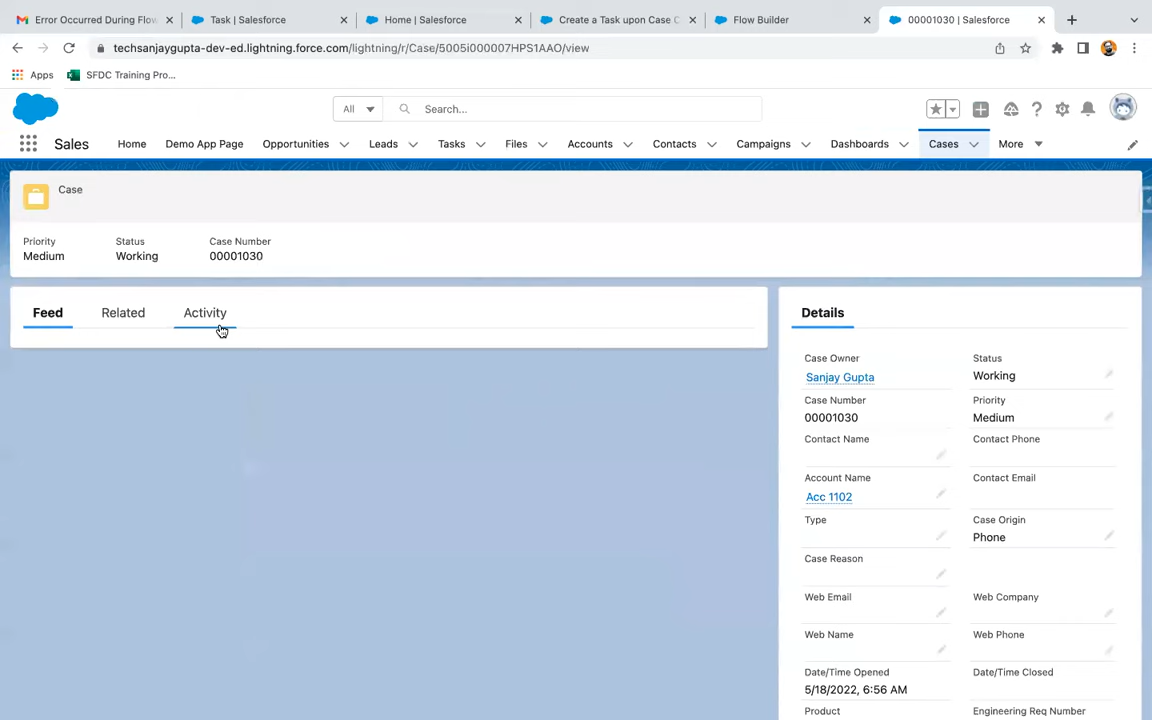 Error Occurred During Flow
Task | Salesforce
Home | Salesforce
Create a Task upon Case C
Flow Builder
00001030 | Salesforce
techsanjaygupta-dev-ed.lightning.force.com/lightning/r/Case/5005i000007HPS1AAO/view
Apps
SFDC Training Pro...
All
Search...
Sales
Home
Demo App Page
Opportunities
Leads
Tasks
Files
Accounts
Contacts
Campaigns
Dashboards
Cases
More
Case
Priority
Medium
Status
Working
Case Number
00001030
Feed
Related
Activity
Details
Case Owner
Sanjay Gupta
Status
Working
Case Number
00001030
Priority
Medium
Contact Name
Contact Phone
Account Name
Acc 1102
Contact Email
Type
Case Origin
Phone
Case Reason
Web Email
Web Company
Web Name
Web Phone
Date/Time Opened
5/18/2022, 6:56 AM
Date/Time Closed
Product
Engineering Req Number